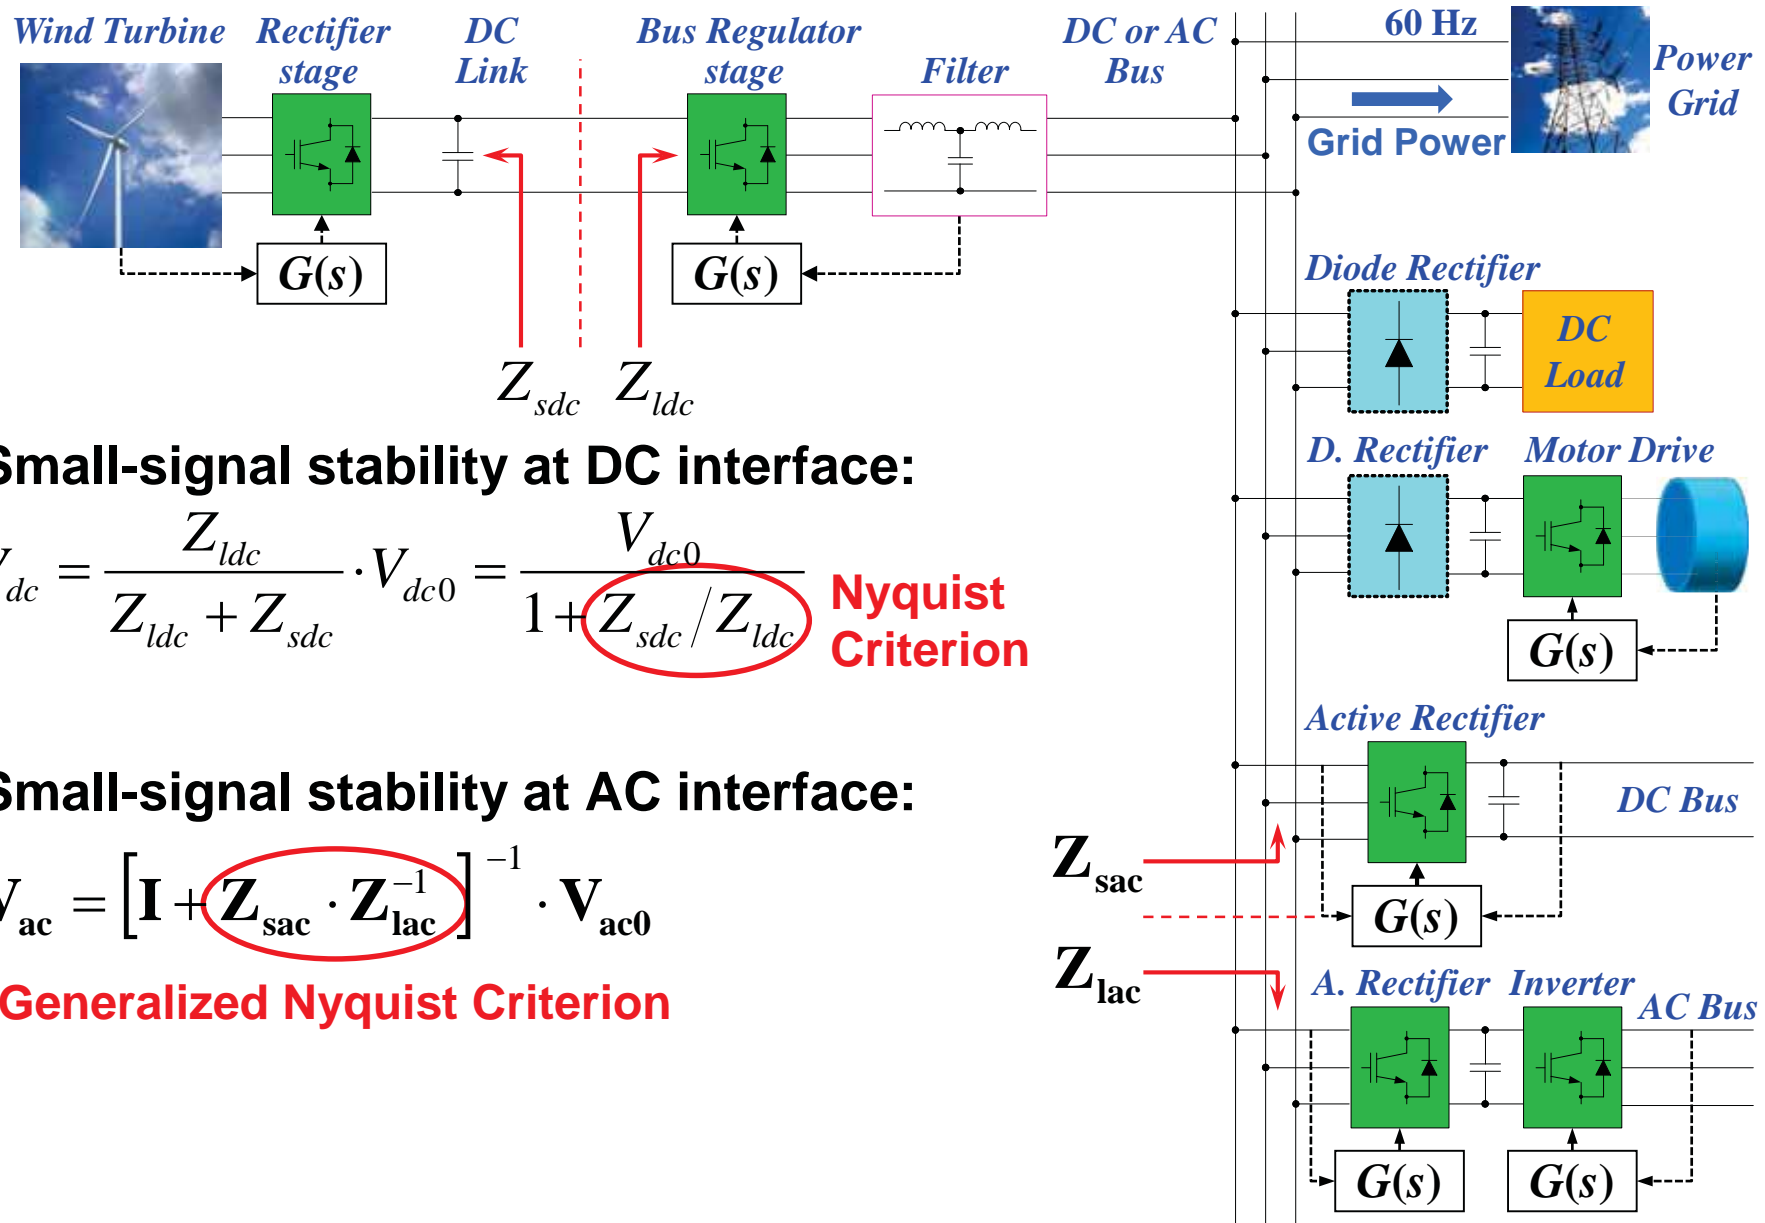 Wind Turbine
Rectifier
stage
DC
Link
Bus Regulator
stage
Filter
DC or AC
Bus
60 Hz
Power
Grid
Grid Power
G(s)
G(s)
Z_sdc Z_ldc
Small-signal stability at DC interface:
V_dc = Z_ldc / (Z_ldc + Z_sdc) · V_dc0 = V_dc0 / (1 + Z_sdc/Z_ldc)
Nyquist
Criterion
Small-signal stability at AC interface:
V_ac = [I + Z_sac · Z_lac^−1]^−1 · V_ac0
Generalized Nyquist Criterion
Diode Rectifier
DC
Load
D. Rectifier
Motor Drive
G(s)
Active Rectifier
DC Bus
Z_sac
G(s)
Z_lac
A. Rectifier
Inverter
AC Bus
G(s)
G(s)